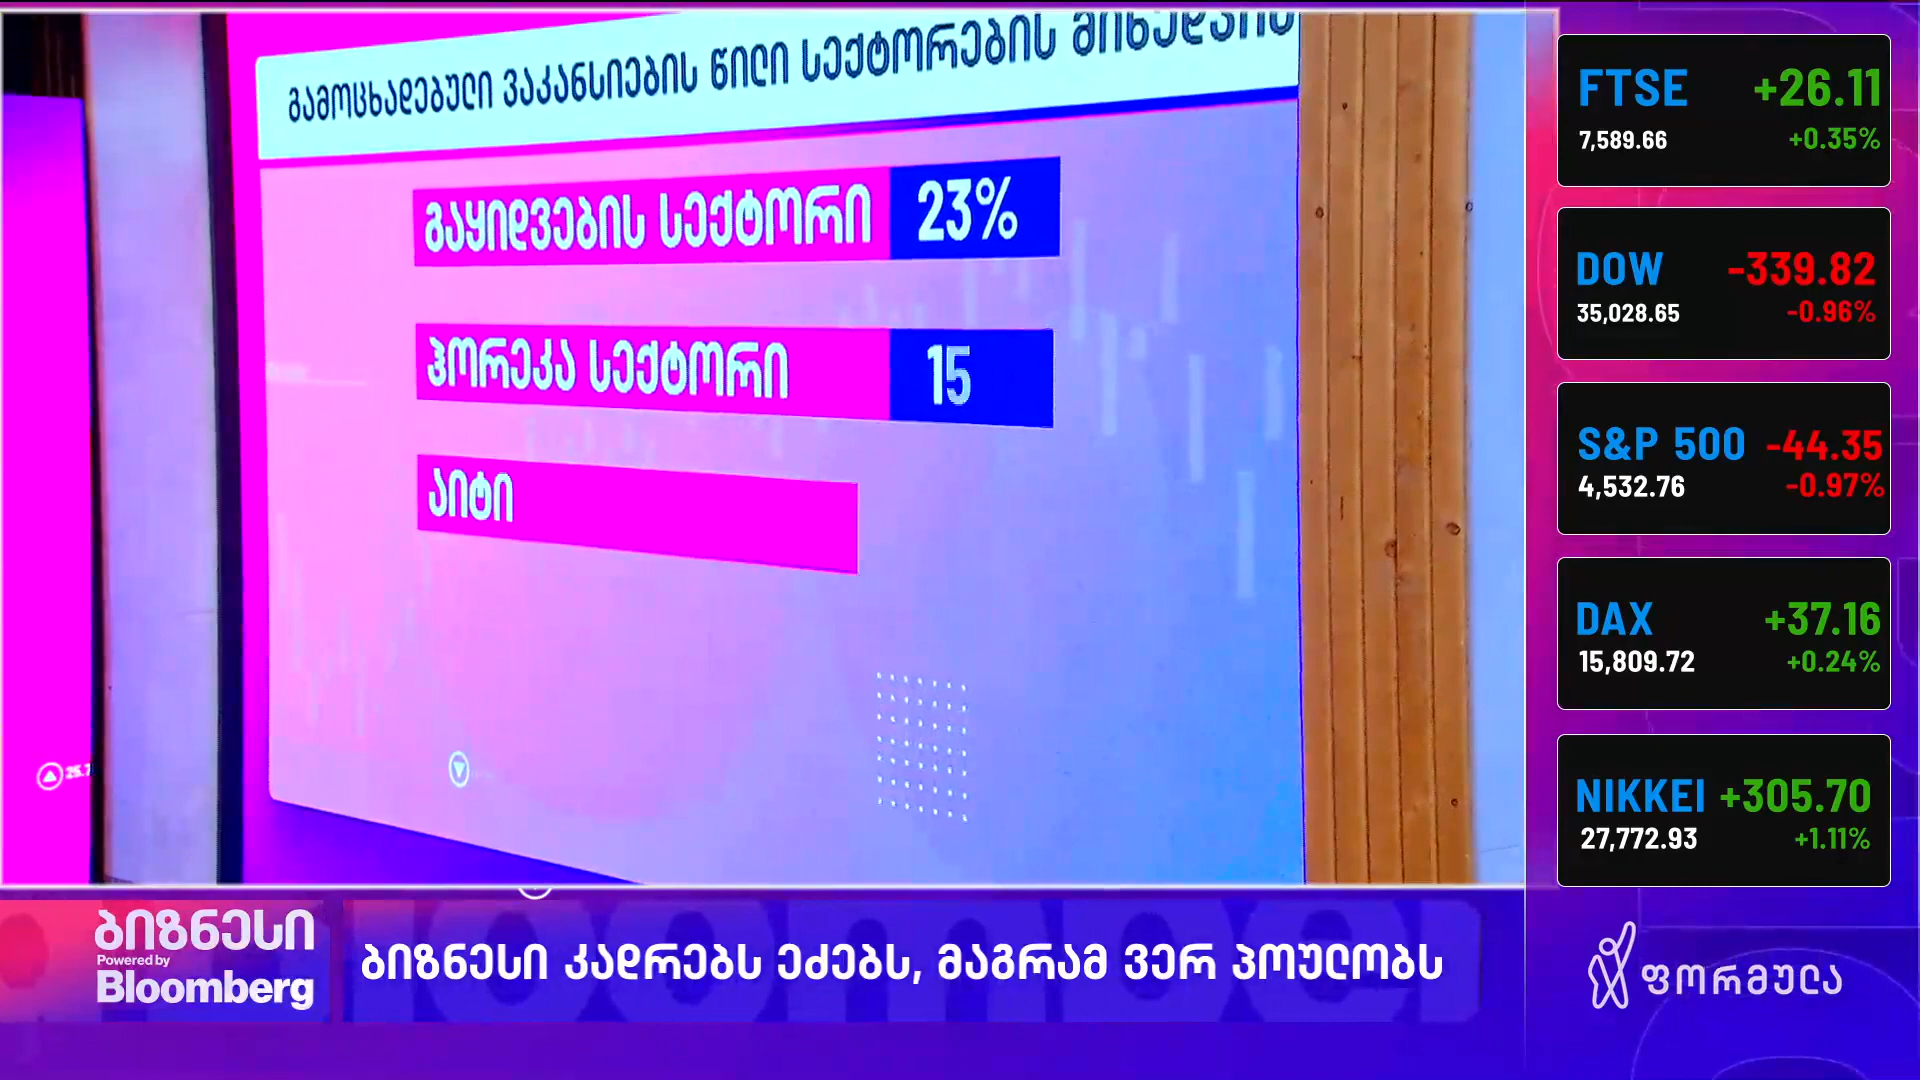 გამოცხადებული ვაკანსიების წილი სექტორების მიხედვით
გაყიდვების სექტორი 23%
ჰორეკა სექტორი 15
აიტი
25.7
FTSE +26.11
7,589.66 +0.35%
DOW -339.82
35,028.65 -0.96%
S&P 500 -44.35
4,532.76 -0.97%
DAX +37.16
15,809.72 +0.24%
NIKKEI +305.70
27,772.93 +1.11%
ბიზნესი
Powered by
Bloomberg
ბიზნესი კადრებს ეძებს, მაგრამ ვერ პოულობს
ფორმულა